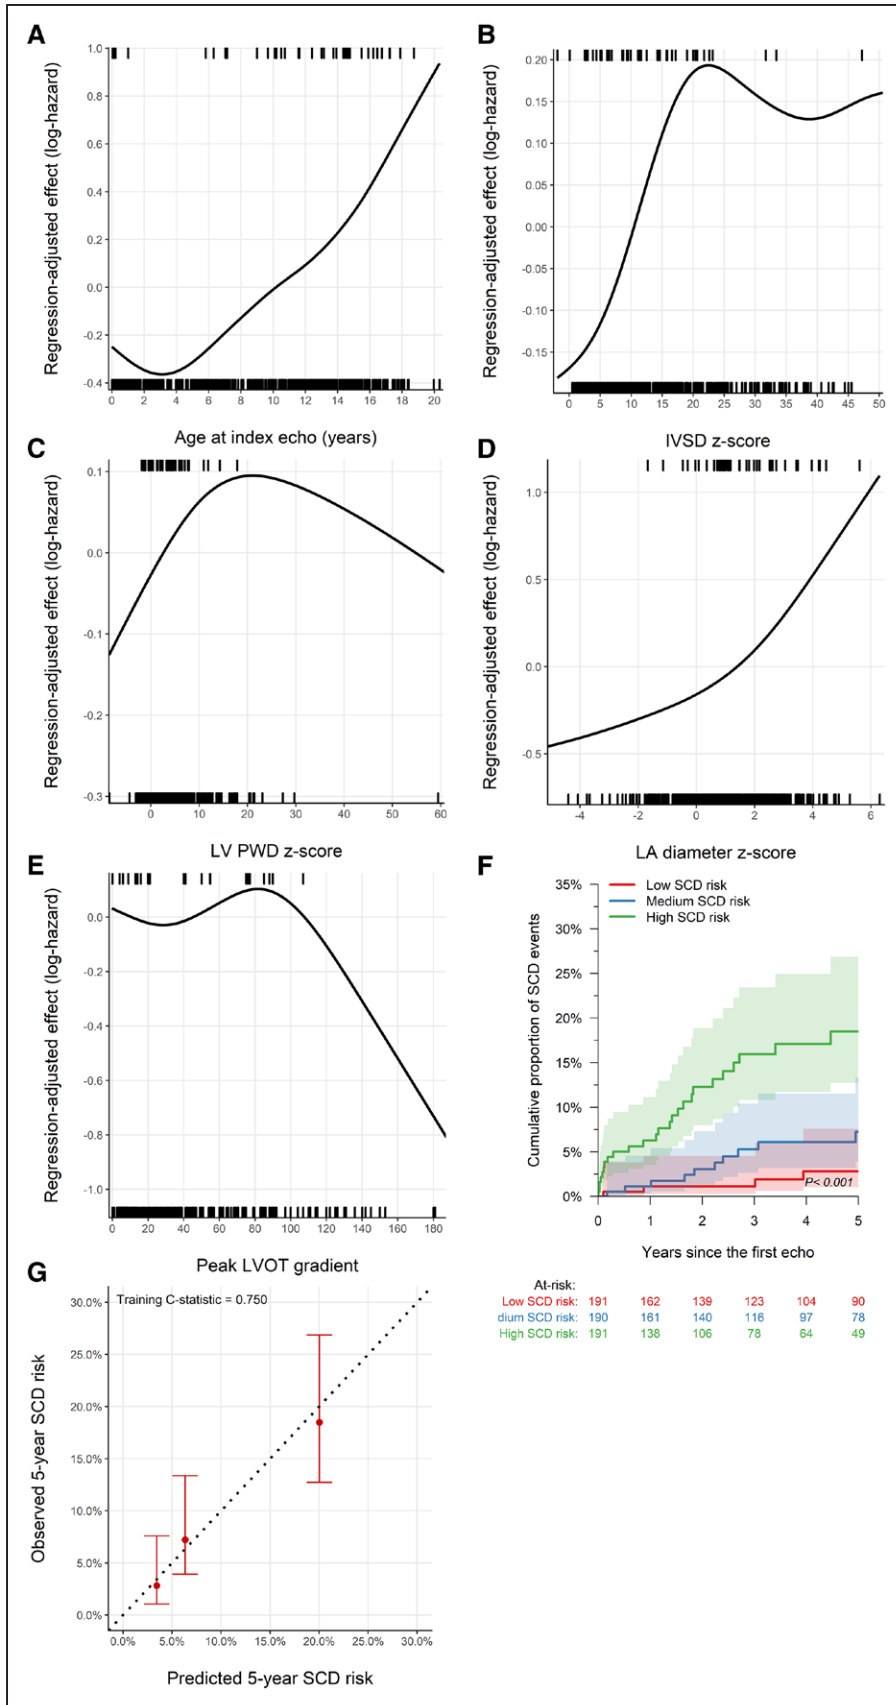 A
Regression-adjusted effect (log-hazard)
1.0
0.8
0.6
0.4
0.2
0.0
-0.2
-0.4
0 2 4 6 8 10 12 14 16 18 20
Age at index echo (years)
B
Regression-adjusted effect (log-hazard)
0.20
0.15
0.10
0.05
0.00
-0.05
-0.10
-0.15
0 5 10 15 20 25 30 35 40 45 50
IVSD z-score
C
Regression-adjusted effect (log-hazard)
0.1
0.0
-0.1
-0.2
-0.3
0 10 20 30 40 50 60
LV PWD z-score
D
Regression-adjusted effect (log-hazard)
1.0
0.5
0.0
-0.5
-4 -2 0 2 4 6
LA diameter z-score
E
Regression-adjusted effect (log-hazard)
0.0
-0.2
-0.4
-0.6
-0.8
-1.0
0 20 40 60 80 100 120 140 160 180
Peak LVOT gradient
F
Cumulative proportion of SCD events
35%
30%
25%
20%
15%
10%
5%
0%
Low SCD risk
Medium SCD risk
High SCD risk
P< 0.001
0 1 2 3 4 5
Years since the first echo
At-risk:
Low SCD risk: 191 162 139 123 104 90
dium SCD risk: 190 161 140 116 97 78
High SCD risk: 191 138 106 78 64 49
G
Observed 5-year SCD risk
Training C-statistic = 0.750
30.0%
25.0%
20.0%
15.0%
10.0%
5.0%
0.0%
0.0% 5.0% 10.0% 15.0% 20.0% 25.0% 30.0%
Predicted 5-year SCD risk